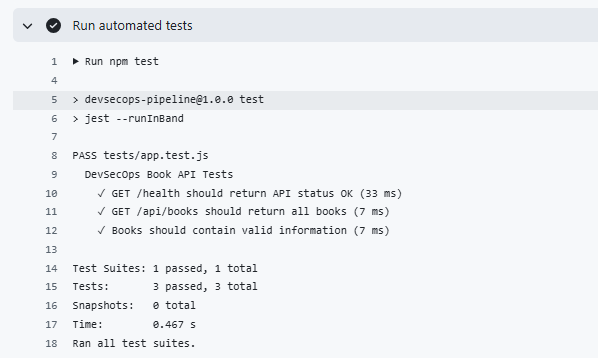 Run automated tests
1 ▶ Run npm test
4
5 > devsecops-pipeline@1.0.0 test
6 > jest --runInBand
7
8 PASS tests/app.test.js
9 DevSecOps Book API Tests
10 ✓ GET /health should return API status OK (33 ms)
11 ✓ GET /api/books should return all books (7 ms)
12 ✓ Books should contain valid information (7 ms)
13
14 Test Suites: 1 passed, 1 total
15 Tests: 3 passed, 3 total
16 Snapshots: 0 total
17 Time: 0.467 s
18 Ran all test suites.